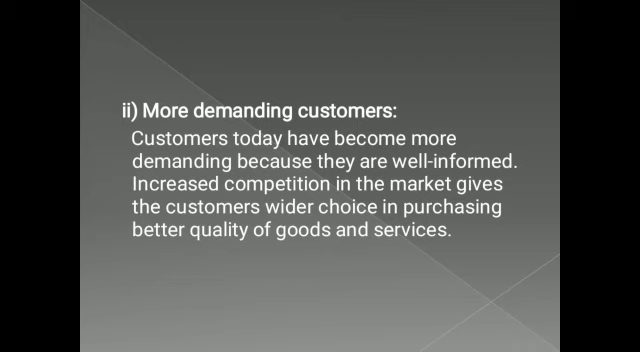 ii) More demanding customers:
Customers today have become more
demanding because they are well-informed.
Increased competition in the market gives
the customers wider choice in purchasing
better quality of goods and services.